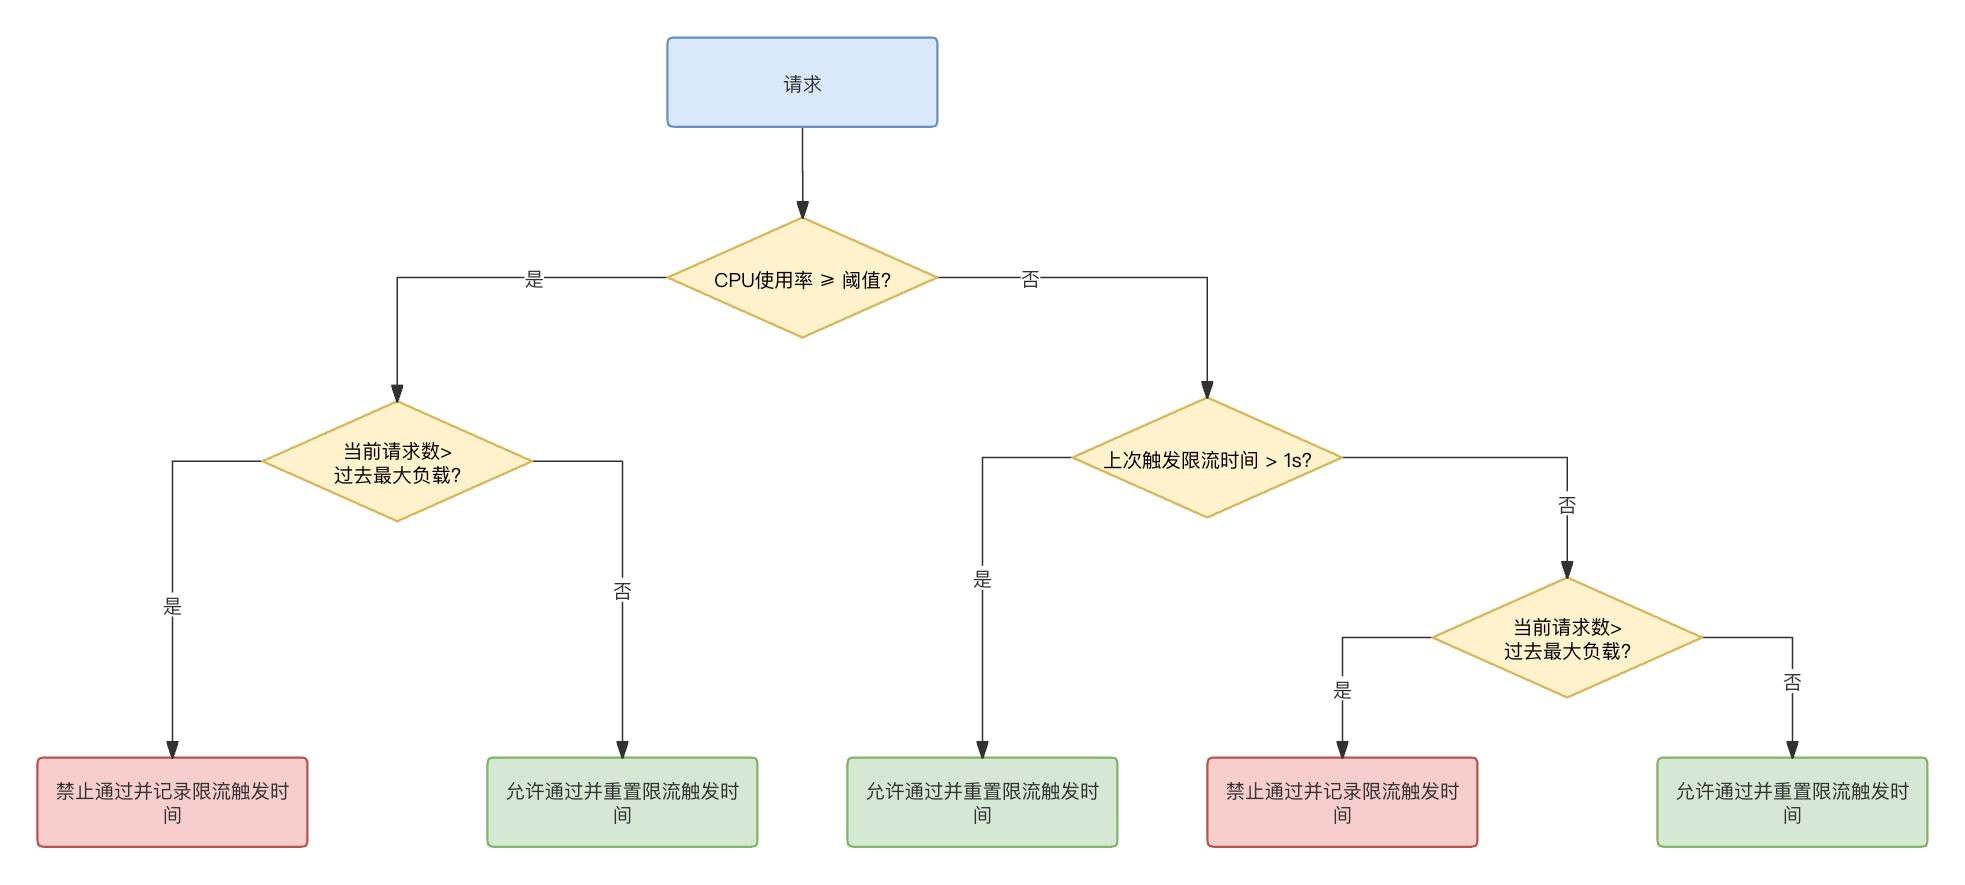 请求
CPU使用率 ≥ 阈值?
是
否
当前请求数>
过去最大负载?
上次触发限流时间 > 1s?
是
否
是
否
当前请求数>
过去最大负载?
是
否
禁止通过并记录限流触发时
间
允许通过并重置限流触发时
间
允许通过并重置限流触发时
间
禁止通过并记录限流触发时
间
允许通过并重置限流触发时
间